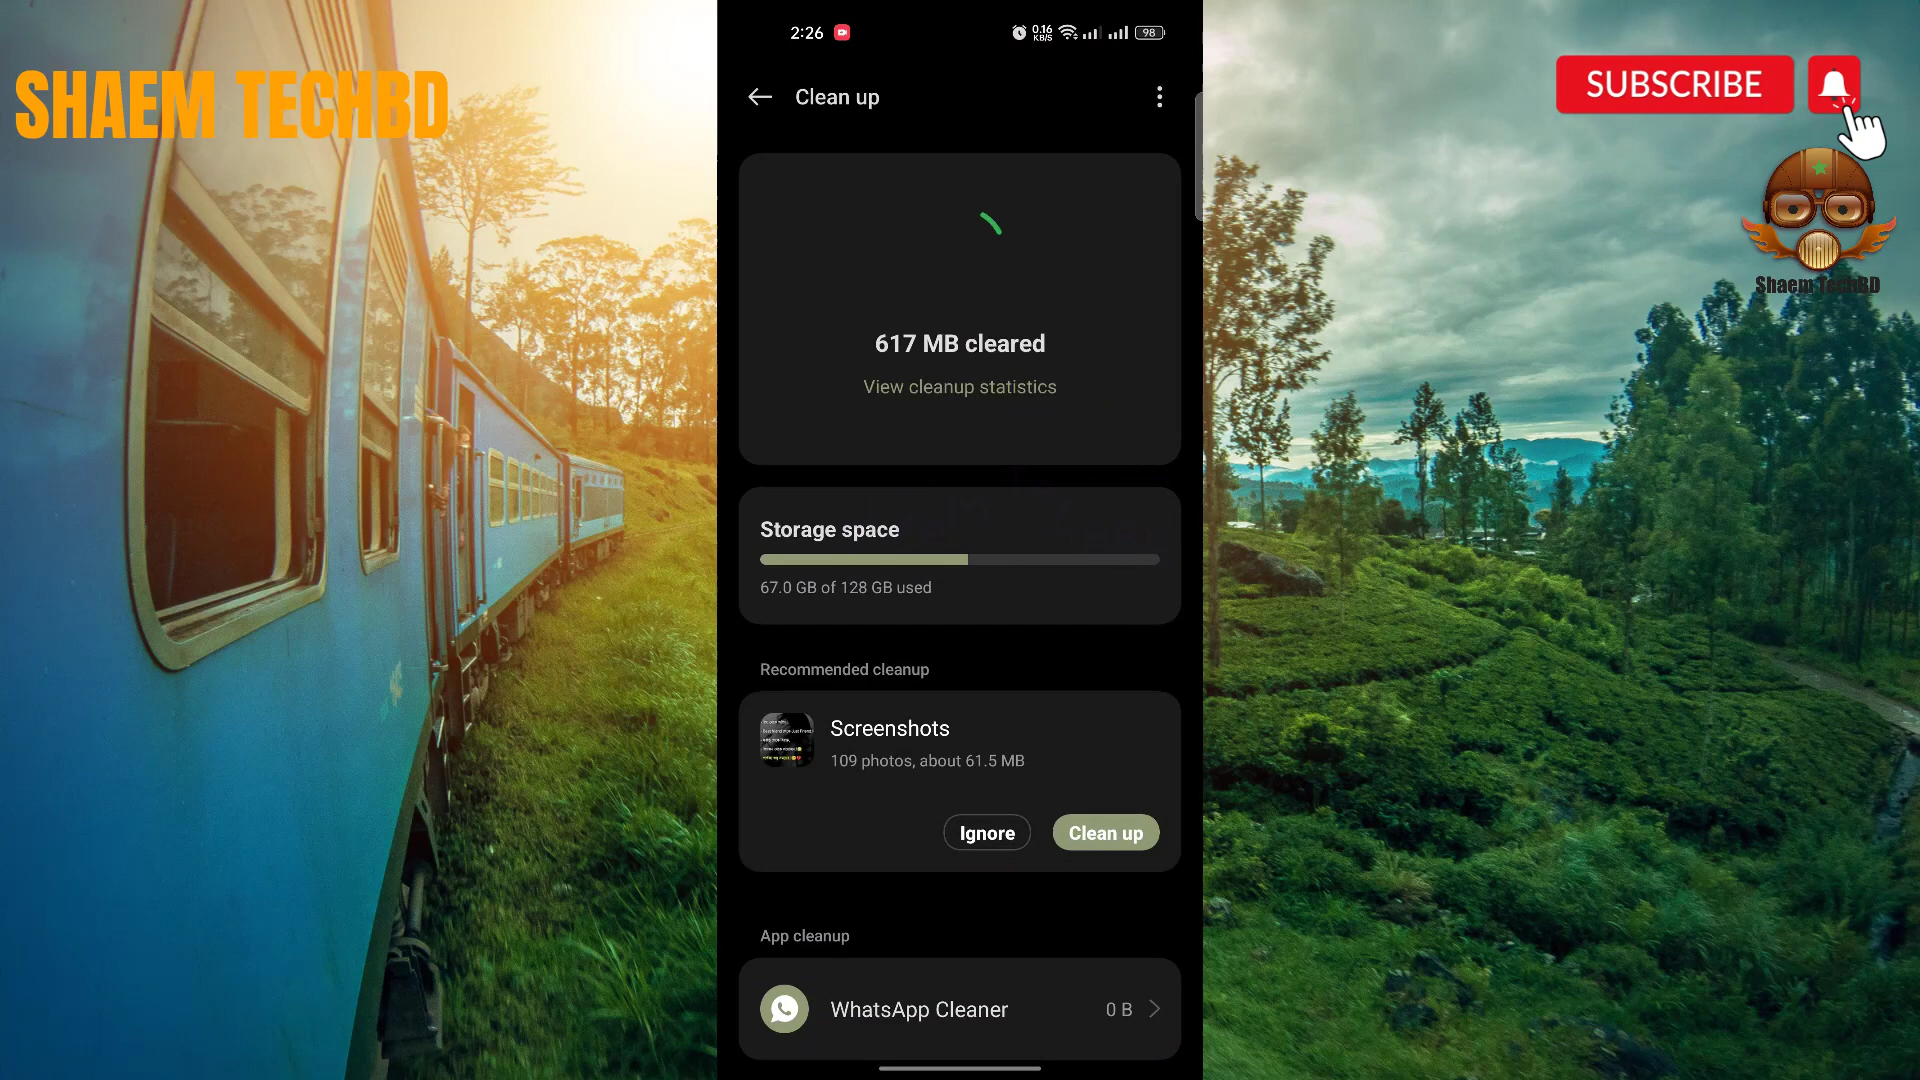 SHAEM TECHBD
2:26
0.16
KB/S
98
Clean up
SUBSCRIBE
Shaem TechBD
617 MB cleared
View cleanup statistics
Storage space
67.0 GB of 128 GB used
Recommended cleanup
Screenshots
109 photos, about 61.5 MB
Ignore
Clean up
App cleanup
WhatsApp Cleaner
0 B